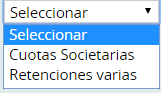 Seleccionar
Seleccionar
Cuotas Societarias
Retenciones varias